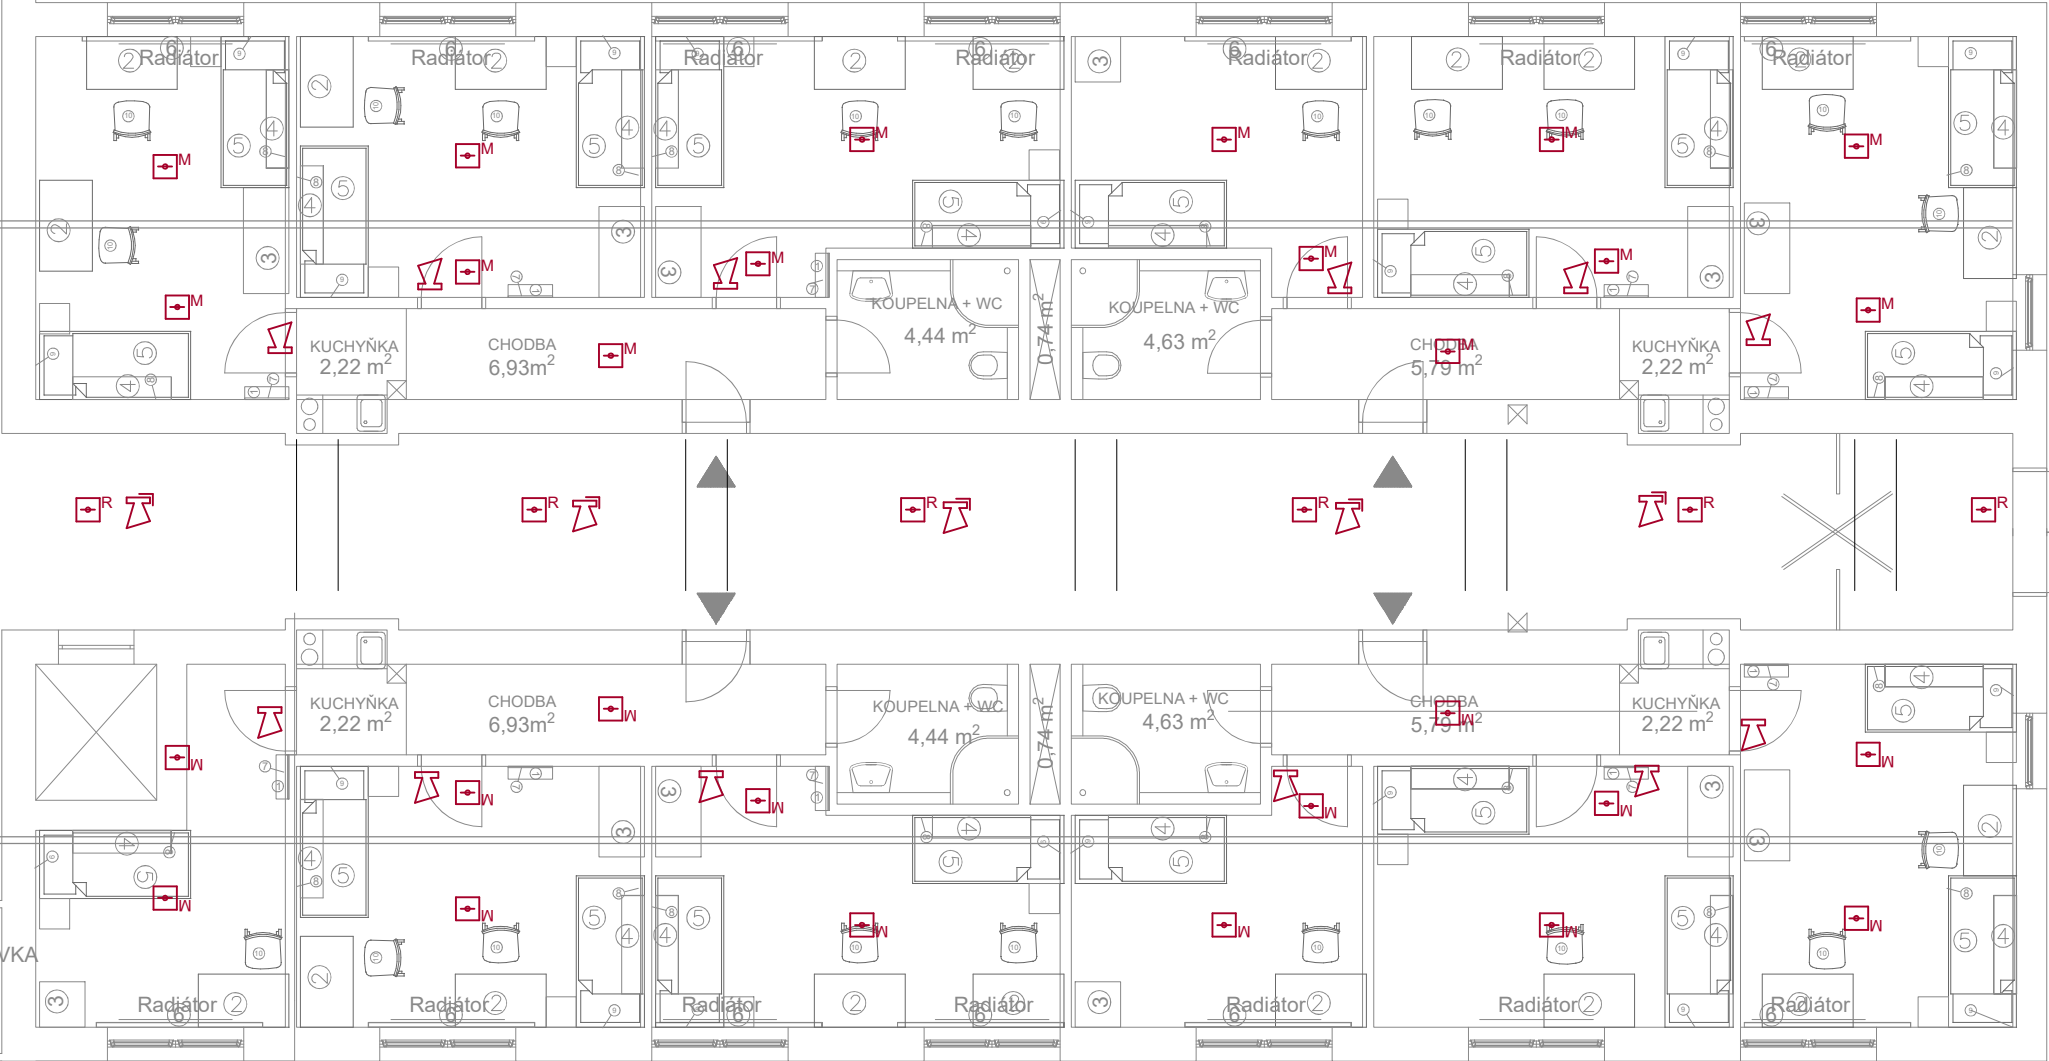 Radiátor
Radiátor
Radiátor
Radiátor
Radiátor
Radiátor
Radiátor
M
M
M
M
M
M
M
M
M
M
M
M
KUCHYŇKA
2,22 m²
CHODBA
6,93m²
M
KOUPELNA + WC
4,44 m²
0,74 m²
KOUPELNA + WC
4,63 m²
CHODBA
5,79 m²
M
KUCHYŇKA
2,22 m²
R
R
R
R
R
R
KUCHYŇKA
2,22 m²
CHODBA
6,93m²
M
KOUPELNA + WC
4,44 m²
0,74 m²
KOUPELNA + WC
4,63 m²
CHODBA
5,79 m²
M
KUCHYŇKA
2,22 m²
M
M
M
M
M
M
M
M
M
M
M
M
VKA
Radiátor
Radiátor
Radiátor
Radiátor
Radiátor
Radiátor
Radiátor